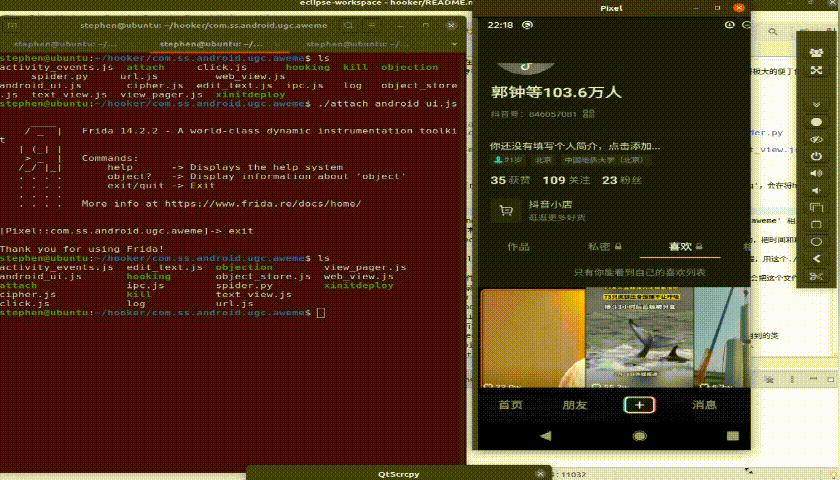 eclipse-workspace - hooker/README.m
stephen@ubuntu: ~/hooker/com.ss.android.ugc.aweme
stephen@ubuntu: ~/...
stephen@ubuntu: ~/...
stephen@ubuntu: ~/...
stephen@ubuntu:~/hooker/com.ss.android.ugc.aweme$ ls
activity_events.js attach click.js hooking kill objection
spider.py url.js web_view.js
android_ui.js cipher.js edit_text.js ipc.js log object_store
.js text_view.js view_pager.js xinitdeploy
stephen@ubuntu:~/hooker/com.ss.android.ugc.aweme$ ./attach android_ui.js
Frida 14.2.2 - A world-class dynamic instrumentation toolki
t
Commands:
help -> Displays the help system
object? -> Display information about 'object'
exit/quit -> Exit
More info at https://www.frida.re/docs/home/
[Pixel::com.ss.android.ugc.aweme]-> exit
Thank you for using Frida!
stephen@ubuntu:~/hooker/com.ss.android.ugc.aweme$ ls
activity_events.js edit_text.js objection view_pager.js
android_ui.js hooking object_store.js web_view.js
attach ipc.js spider.py xinitdeploy
cipher.js kill text_view.js
click.js log url.js
stephen@ubuntu:~/hooker/com.ss.android.ugc.aweme$
Pixel
22:18
郭钟等103.6万人
抖音号: 846057081
你还没有填写个人简介，点击添加...
北京 中国地质大学（北京）
35 获赞 109 关注 23 粉丝
抖音小店
逛逛更多好货
作品 私密 喜欢
只有你能看到自己的喜欢列表
首页 朋友 + 消息
QtScrcpy
: 11032